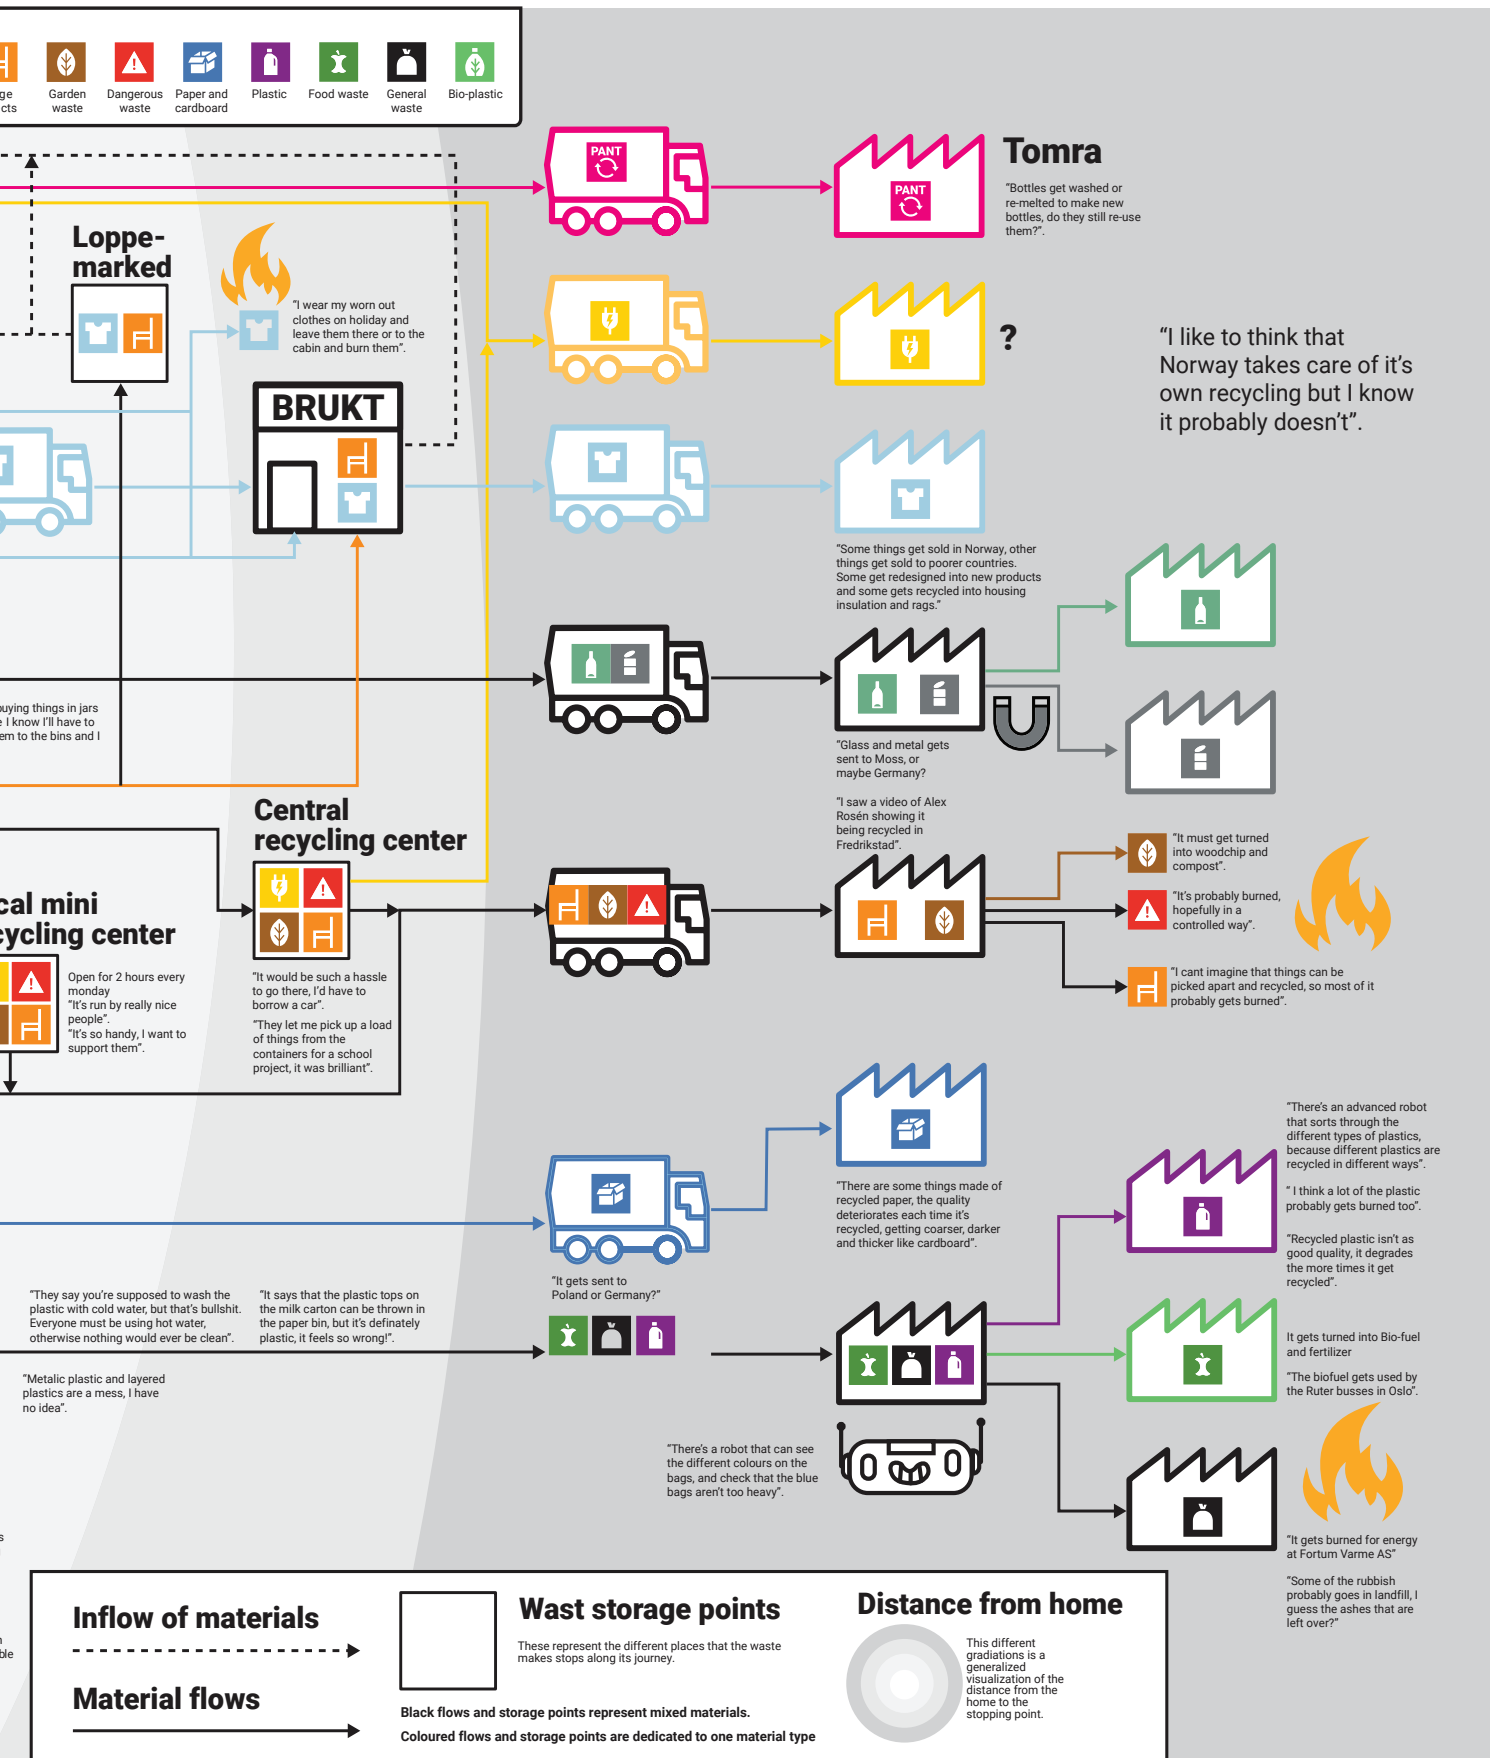 ge
cts
Garden
waste
Dangerous
waste
Paper and
cardboard
Plastic
Food waste
General
waste
Bio-plastic
PANT
PANT
Tomra
"Bottles get washed or
re-melted to make new
bottles, do they still re-use
them?".
Loppe-
marked
"I wear my worn out
clothes on holiday and
leave them there or to the
cabin and burn them".
?
"I like to think that
Norway takes care of it's
own recycling but I know
it probably doesn't".
BRUKT
"Some things get sold in Norway, other
things get sold to poorer countries.
Some get redesigned into new products
and some gets recycled into housing
insulation and rags."
buying things in jars
e I know I'll have to
em to the bins and I
"Glass and metal gets
sent to Moss, or
maybe Germany?
"I saw a video of Alex
Rosén showing it
being recycled in
Fredrikstad".
Central
recycling center
"It must get turned
into woodchip and
compost".
"It's probably burned,
hopefully in a
controlled way".
"I cant imagine that things can be
picked apart and recycled, so most of it
probably gets burned".
cal mini
cycling center
Open for 2 hours every
monday
"It's run by really nice
people".
"It's so handy, I want to
support them".
"It would be such a hassle
to go there, I'd have to
borrow a car".
"They let me pick up a load
of things from the
containers for a school
project, it was brilliant".
"There are some things made of
recycled paper, the quality
deteriorates each time it's
recycled, getting coarser, darker
and thicker like cardboard".
"There's an advanced robot
that sorts through the
different types of plastics,
because different plastics are
recycled in different ways".
" I think a lot of the plastic
probably gets burned too".
"Recycled plastic isn't as
good quality, it degrades
the more times it get
recycled".
"It gets sent to
Poland or Germany?"
"They say you're supposed to wash the
plastic with cold water, but that's bullshit.
Everyone must be using hot water,
otherwise nothing would ever be clean".
"It says that the plastic tops on
the milk carton can be thrown in
the paper bin, but it's definately
plastic, it feels so wrong!".
"Metalic plastic and layered
plastics are a mess, I have
no idea".
It gets turned into Bio-fuel
and fertilizer
"The biofuel gets used by
the Ruter busses in Oslo".
"There's a robot that can see
the different colours on the
bags, and check that the blue
bags aren't too heavy".
"It gets burned for energy
at Fortum Varme AS"
"Some of the rubbish
probably goes in landfill, I
guess the ashes that are
left over?"
s
n
ble
Inflow of materials
Material flows
Wast storage points
These represent the different places that the waste
makes stops along its journey.
Black flows and storage points represent mixed materials.
Coloured flows and storage points are dedicated to one material type
Distance from home
This different
gradiations is a
generalized
visualization of the
distance from the
home to the
stopping point.